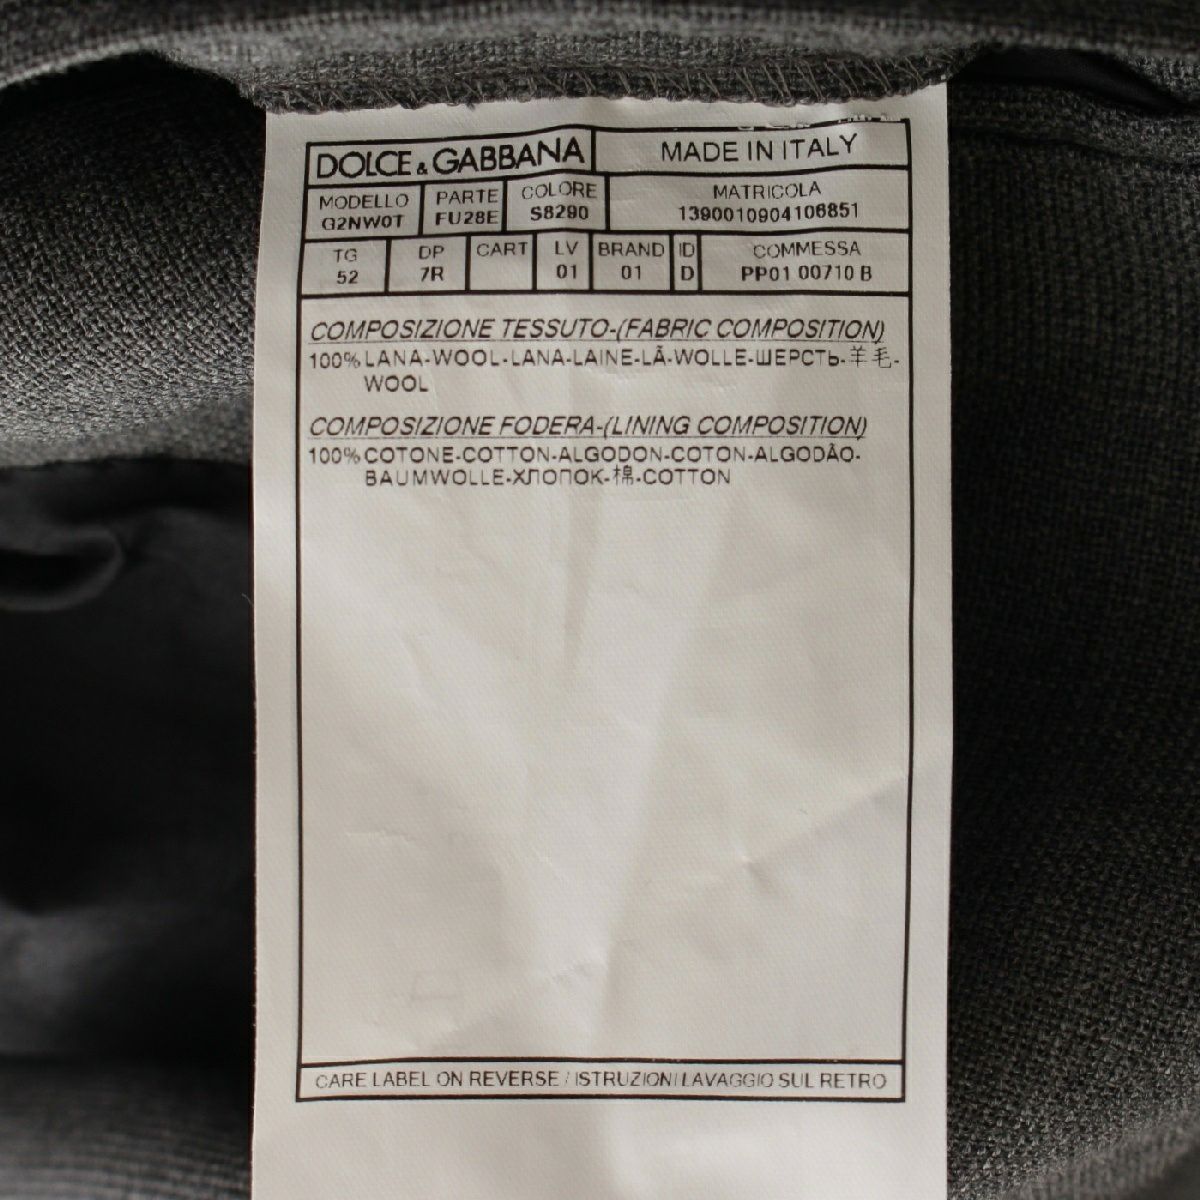 DOLCE & GABBANA MADE IN ITALY
MODELLO PARTE COLORE MATRICOLA
G2NW0T FU28E S8290 1390010904106851
TG DP CART LV BRAND ID COMMESSA
52 7R 01 01 D PP01 00710 B
COMPOSIZIONE TESSUTO-(FABRIC COMPOSITION)
100% LANA-WOOL-LANA-LAINE-LÃ-WOLLE-ШЕРСТЬ-羊毛-
WOOL
COMPOSIZIONE FODERA-(LINING COMPOSITION)
100% COTONE-COTTON-ALGODON-COTON-ALGODÃO-
BAUMWOLLE-ХЛОПОК-棉-COTTON
CARE LABEL ON REVERSE / ISTRUZIONI LAVAGGIO SUL RETRO